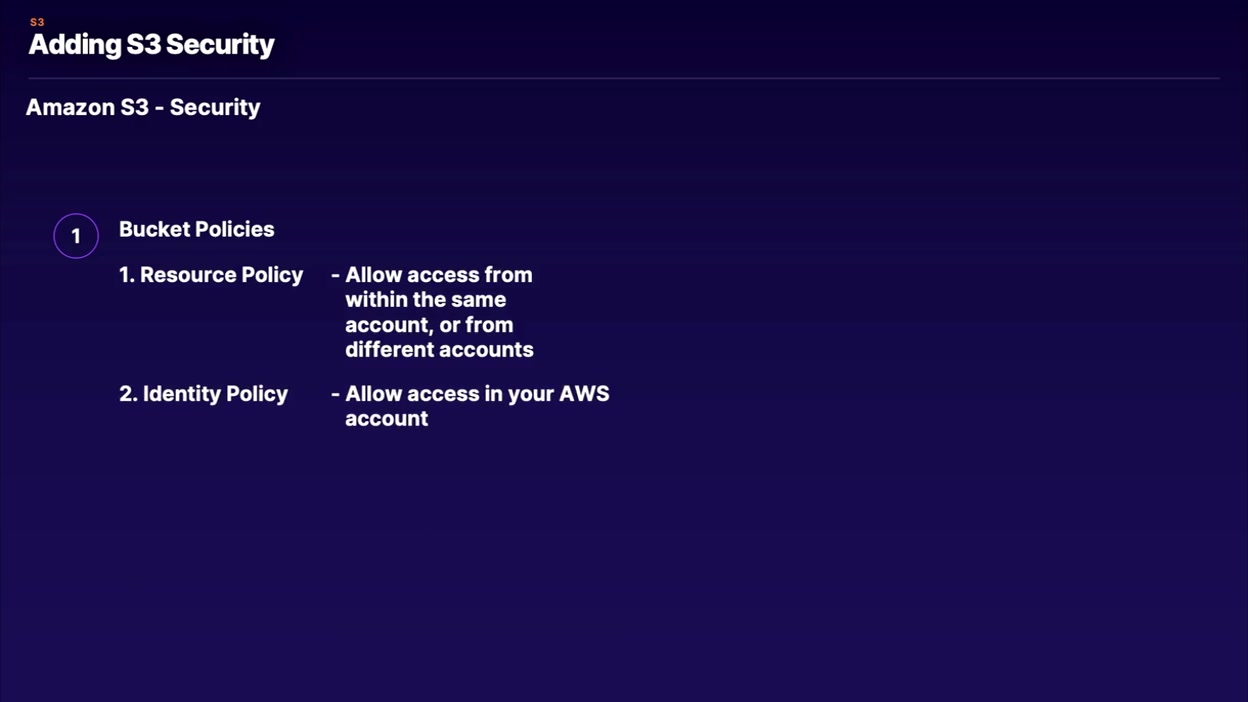 S3
Adding S3 Security
Amazon S3 - Security
1
Bucket Policies
1. Resource Policy - Allow access from
within the same
account, or from
different accounts
2. Identity Policy - Allow access in your AWS
account